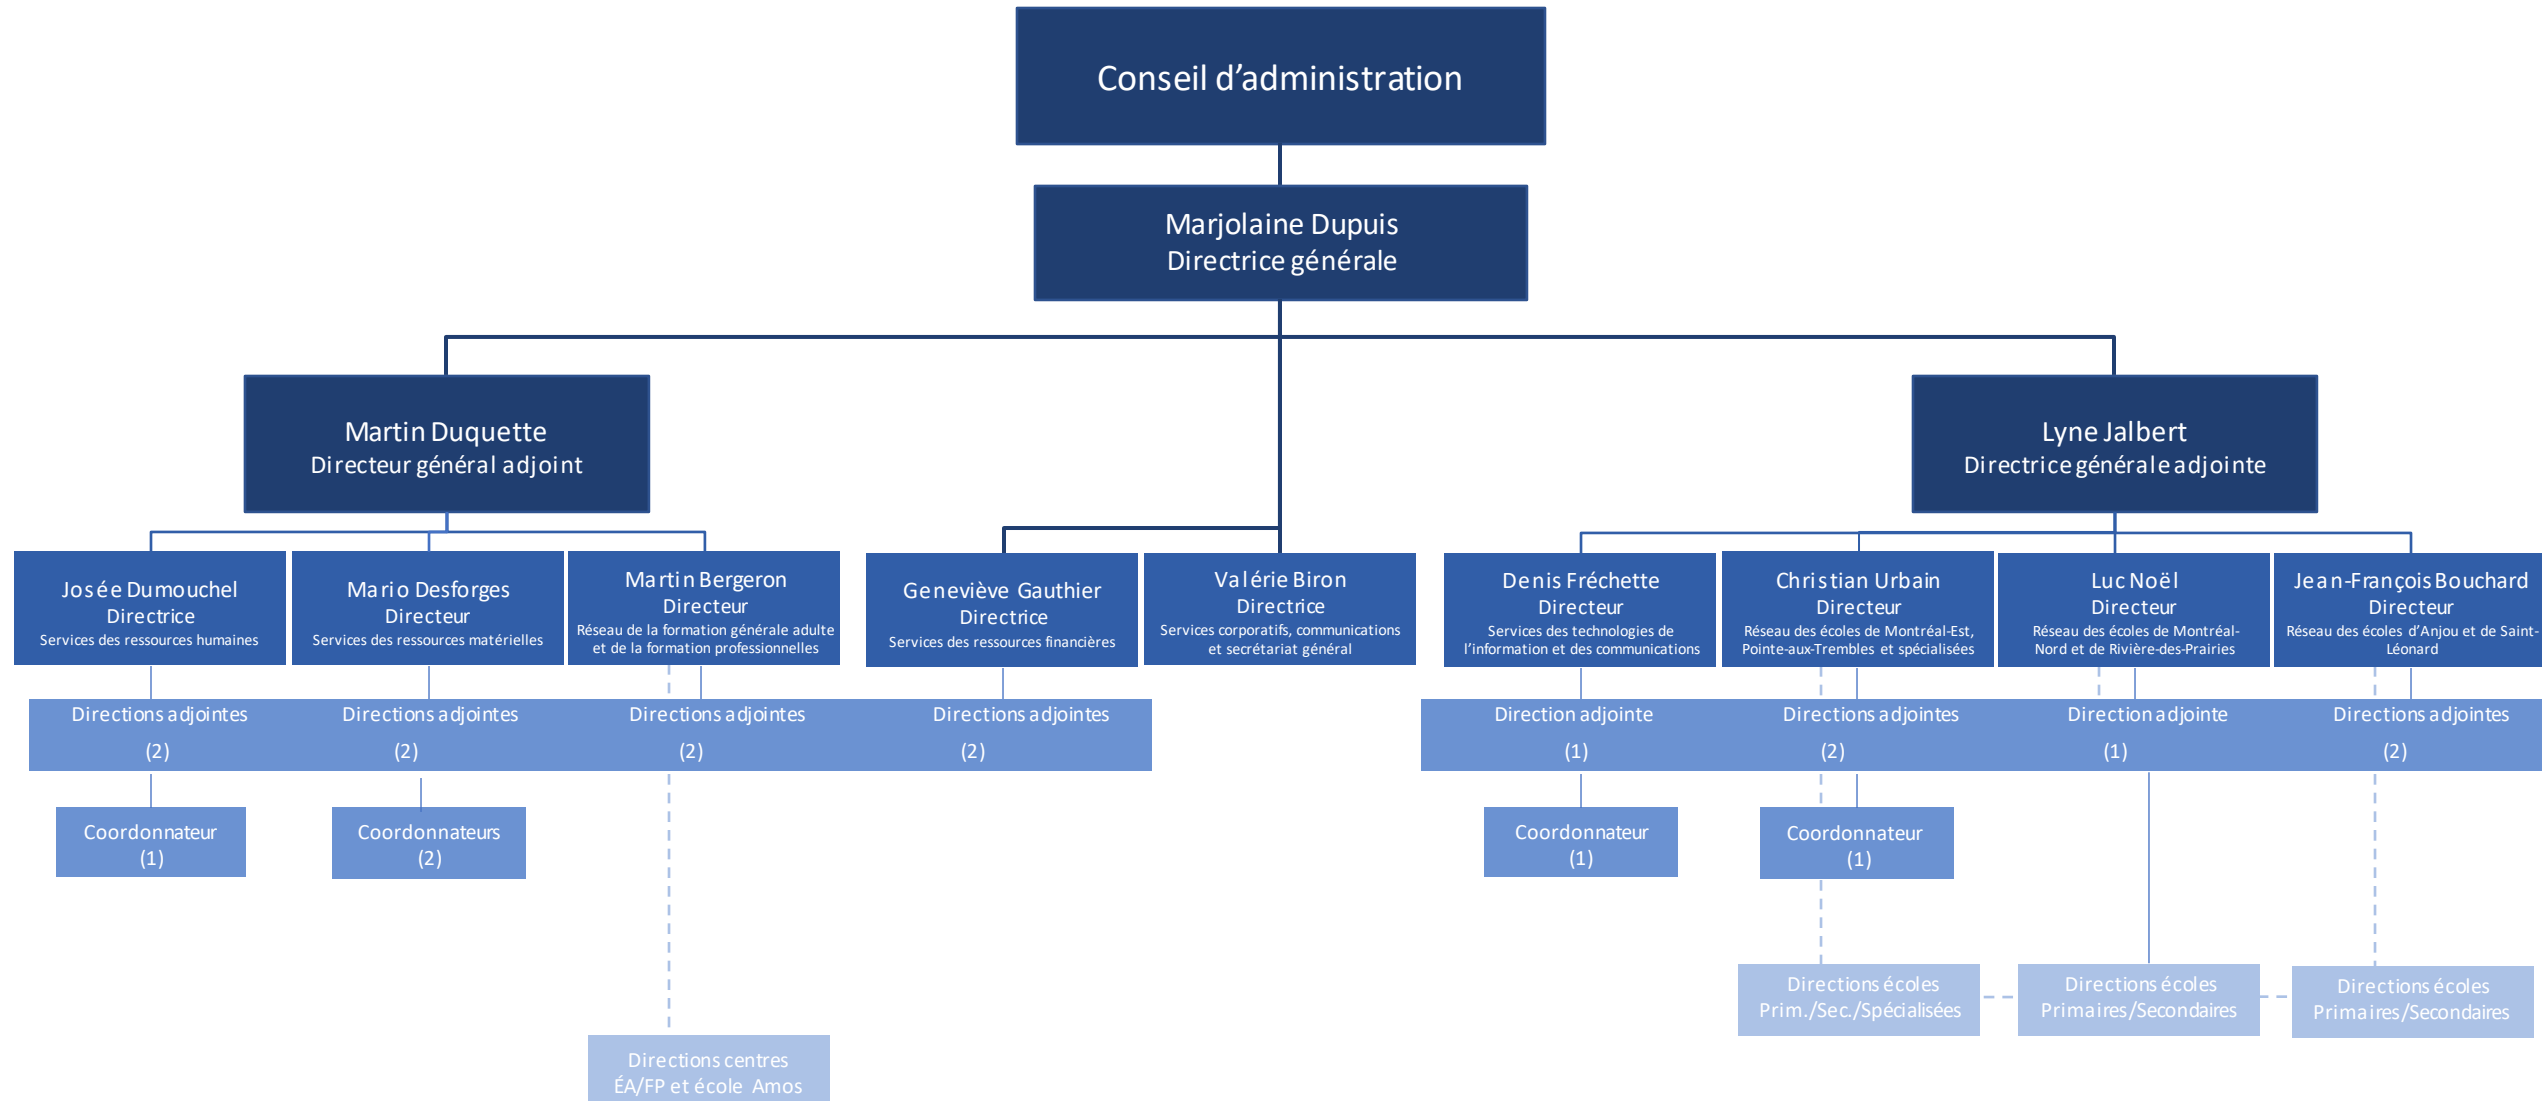 Conseil d'administration
Marjolaine Dupuis
Directrice générale
Martin Duquette
Directeur général adjoint
Lyne Jalbert
Directrice générale adjointe
Josée Dumouchel
Directrice
Services des ressources humaines
Mario Desforges
Directeur
Services des ressources matérielles
Martin Bergeron
Directeur
Réseau de la formation générale adulte
et de la formation professionnelles
Geneviève Gauthier
Directrice
Services des ressources financières
Valérie Biron
Directrice
Services corporatifs, communications
et secrétariat général
Denis Fréchette
Directeur
Services des technologies de
l'information et des communications
Christian Urbain
Directeur
Réseau des écoles de Montréal-Est,
Pointe-aux-Trembles et spécialisées
Luc Noël
Directeur
Réseau des écoles de Montréal-
Nord et de Rivière-des-Prairies
Jean-François Bouchard
Directeur
Réseau des écoles d'Anjou et de Saint-
Léonard
Directions adjointes
(2)
Directions adjointes
(2)
Directions adjointes
(2)
Directions adjointes
(2)
Direction adjointe
(1)
Directions adjointes
(2)
Direction adjointe
(1)
Directions adjointes
(2)
Coordonnateur
(1)
Coordonnateurs
(2)
Coordonnateur
(1)
Coordonnateur
(1)
Directions écoles
Prim./Sec./Spécialisées
Directions écoles
Primaires/Secondaires
Directions écoles
Primaires/Secondaires
Directions centres
ÉA/FP et école Amos